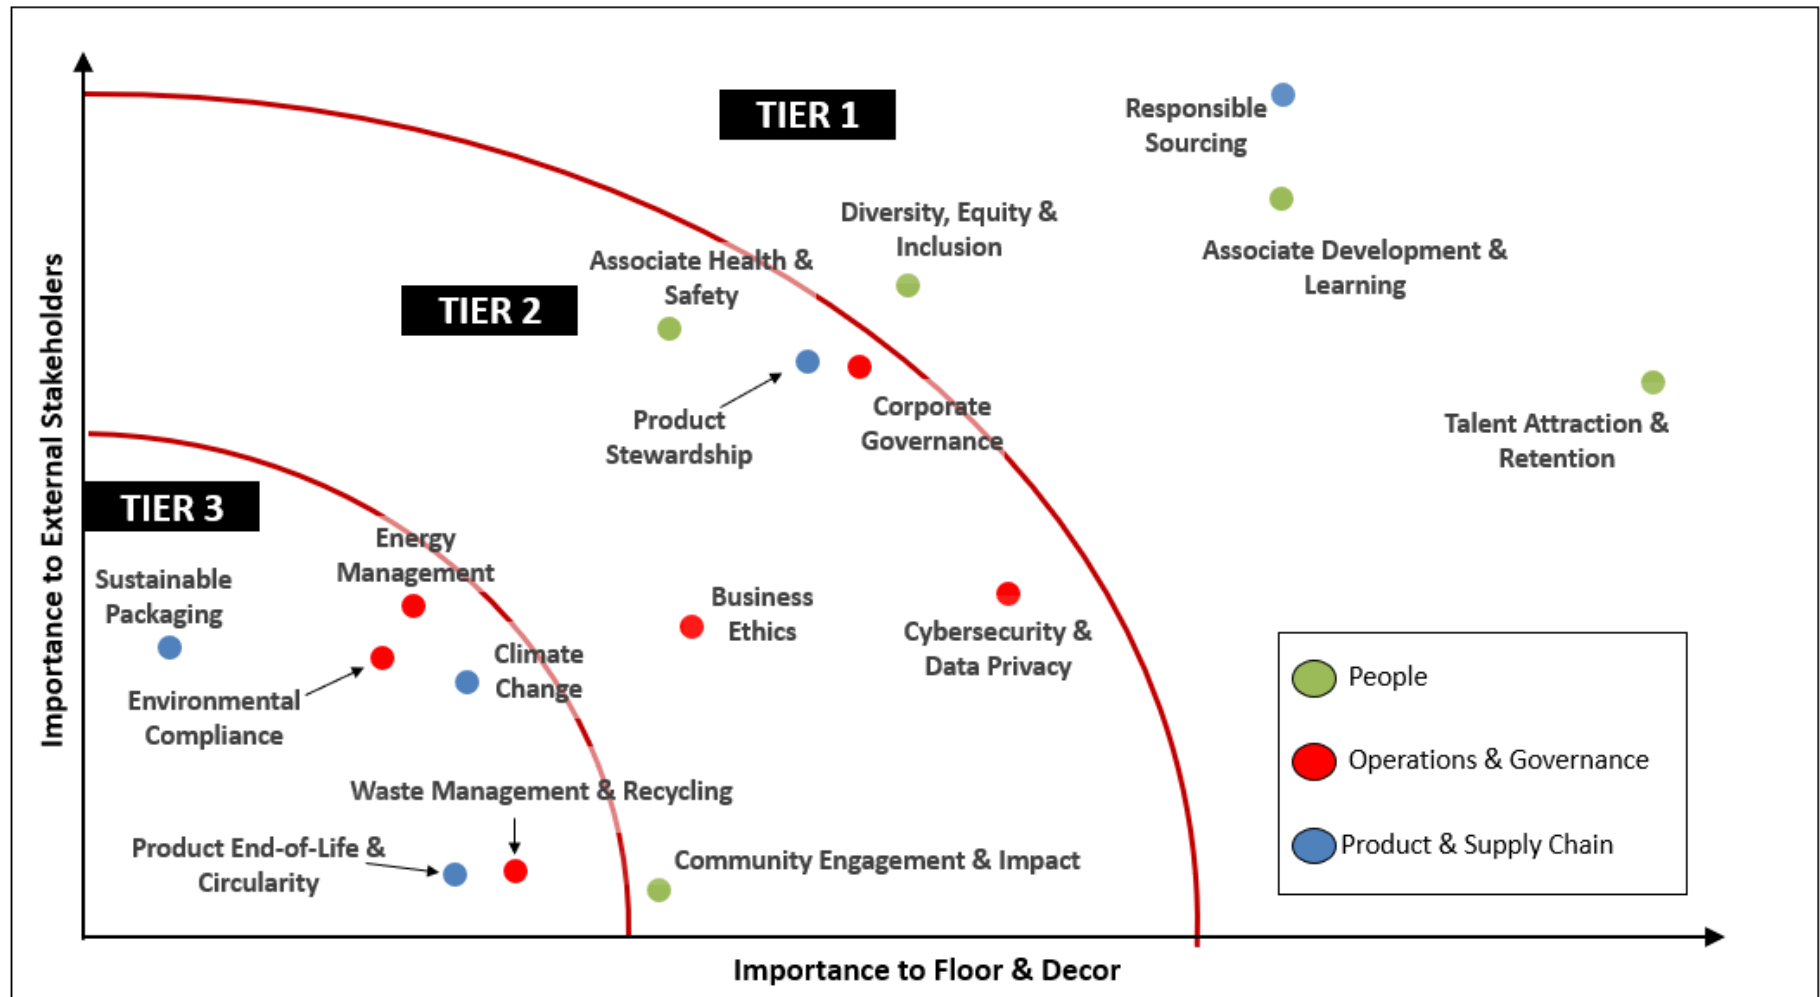 TIER 1
Responsible
Sourcing
Diversity, Equity &
Inclusion
Associate Development &
Learning
Associate Health &
Safety
TIER 2
Product
Stewardship
Corporate
Governance
Talent Attraction &
Retention
Importance to External Stakeholders
TIER 3
Energy
Management
Sustainable
Packaging
Business
Ethics
Cybersecurity &
Data Privacy
Climate
Change
Environmental
Compliance
Waste Management & Recycling
Product End-of-Life &
Circularity
Community Engagement & Impact
People
Operations & Governance
Product & Supply Chain
Importance to Floor & Decor